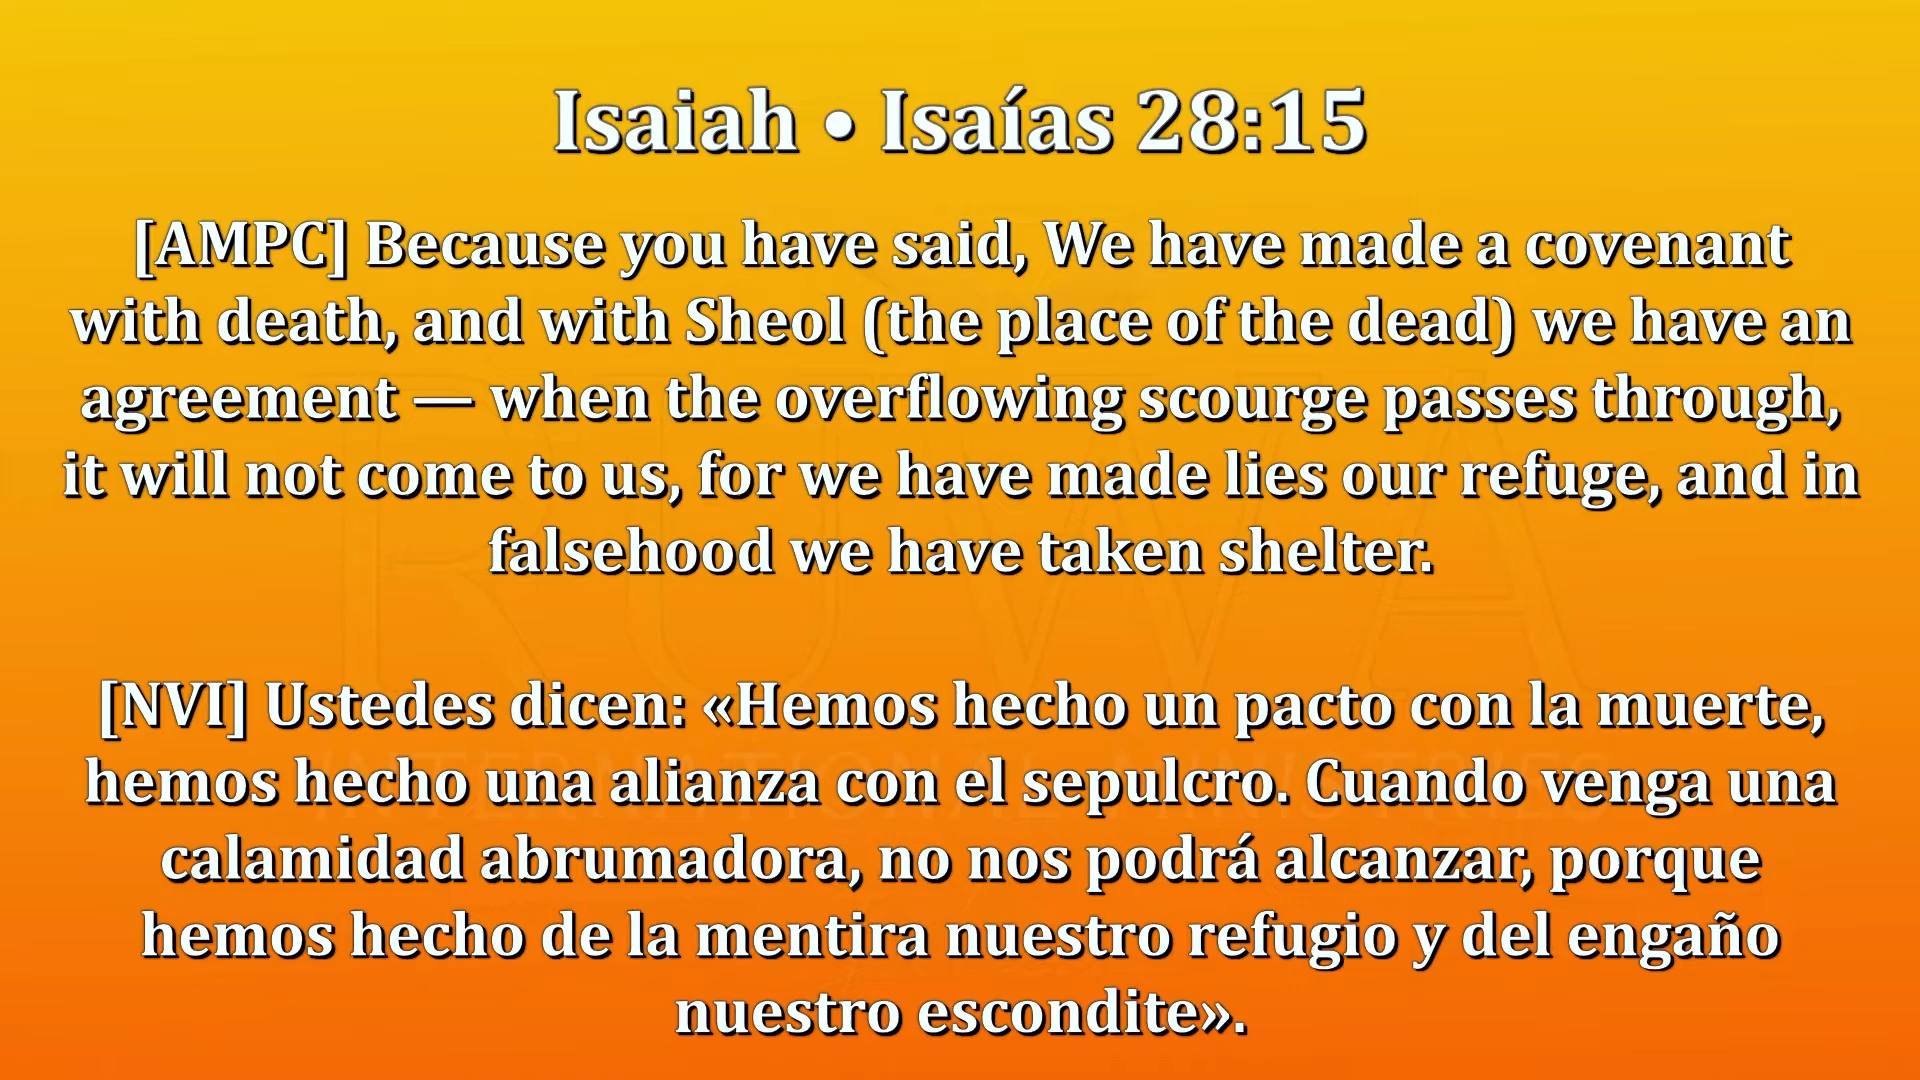 Isaiah • Isaías 28:15
[AMPC] Because you have said, We have made a covenant
with death, and with Sheol (the place of the dead) we have an
agreement — when the overflowing scourge passes through,
it will not come to us, for we have made lies our refuge, and in
falsehood we have taken shelter.
[NVI] Ustedes dicen: «Hemos hecho un pacto con la muerte,
hemos hecho una alianza con el sepulcro. Cuando venga una
calamidad abrumadora, no nos podrá alcanzar, porque
hemos hecho de la mentira nuestro refugio y del engaño
nuestro escondite».
RUWA
INTERNATIONAL MINISTRIES